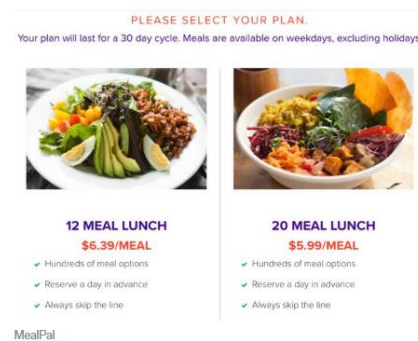 PLEASE SELECT YOUR PLAN.
Your plan will last for a 30 day cycle. Meals are available on weekdays, excluding holidays
12 MEAL LUNCH
$6.39/MEAL
Hundreds of meal options
Reserve a day in advance
Always skip the line
20 MEAL LUNCH
$5.99/MEAL
Hundreds of meal options
Reserve a day in advance
Always skip the line
MealPal